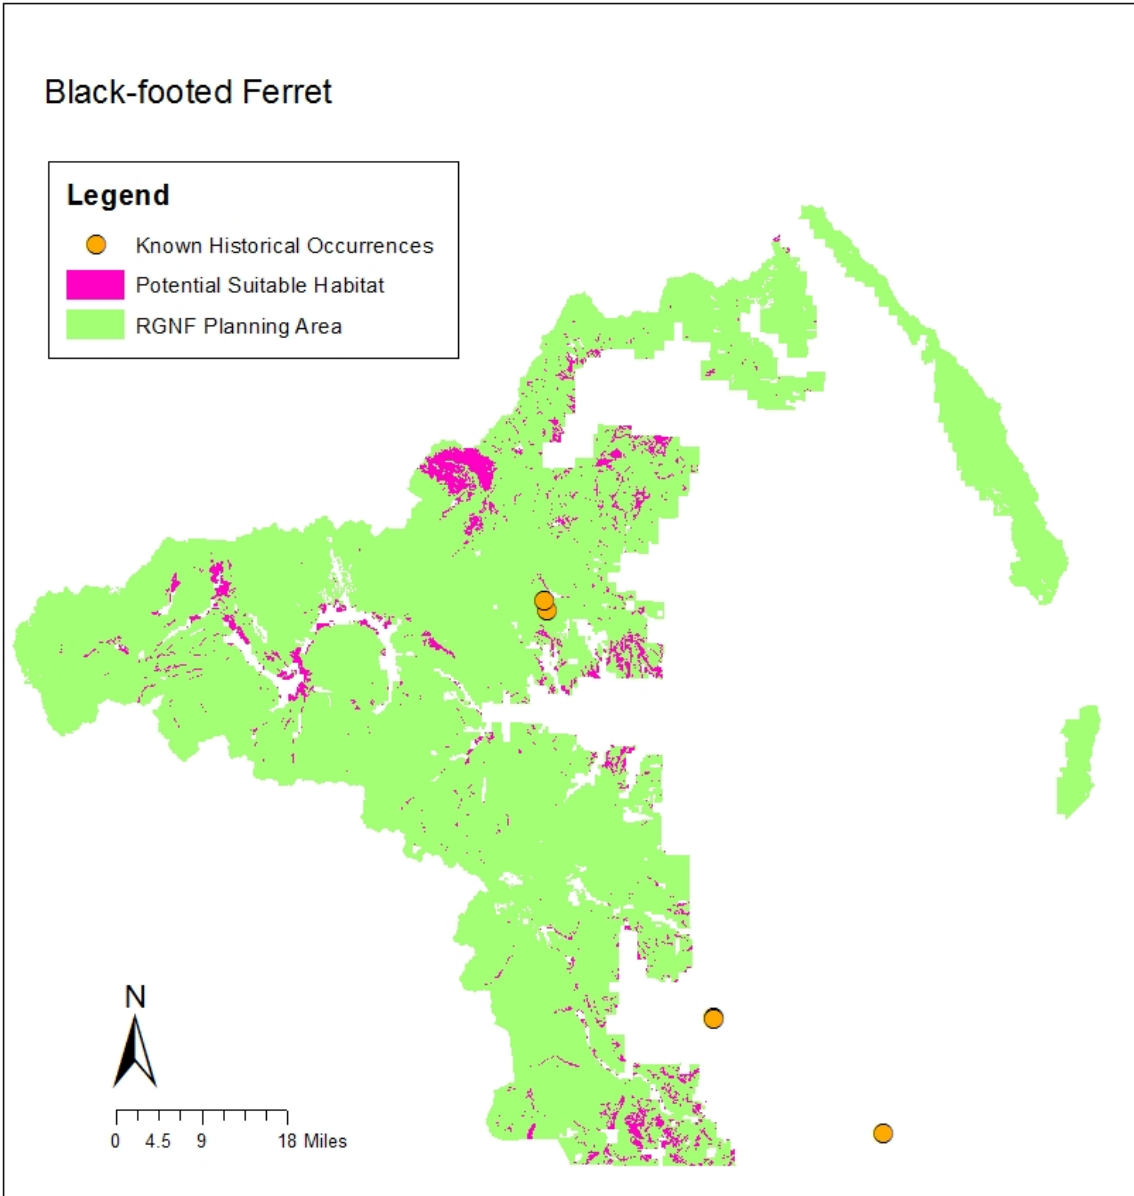 Black-footed Ferret
Legend
Known Historical Occurrences
Potential Suitable Habitat
RGNF Planning Area
N
0 4.5 9 18 Miles